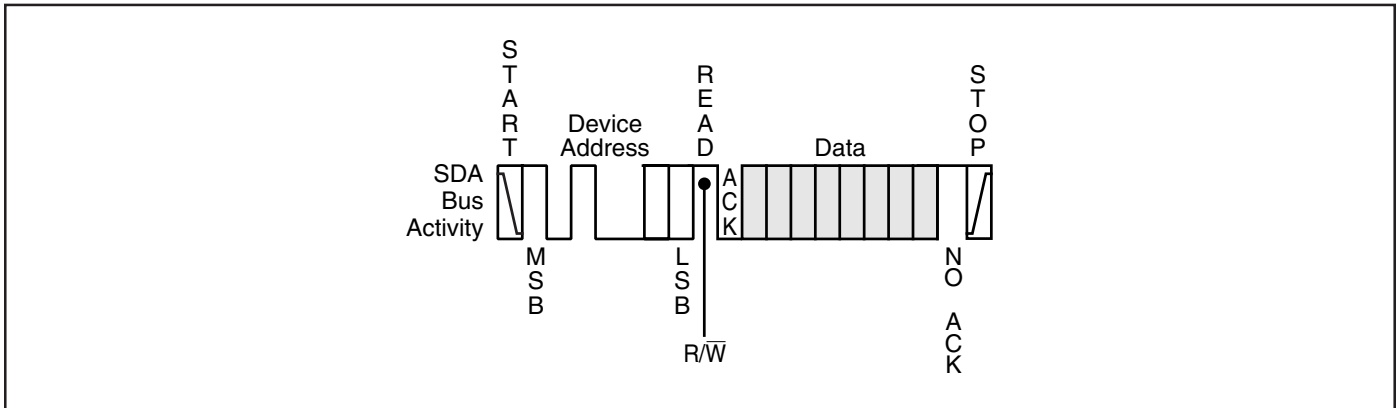 START
Device
Address
READ
Data
STOP
SDA
Bus
Activity
ACK
MSB
LSB
R/W̅
NO ACK